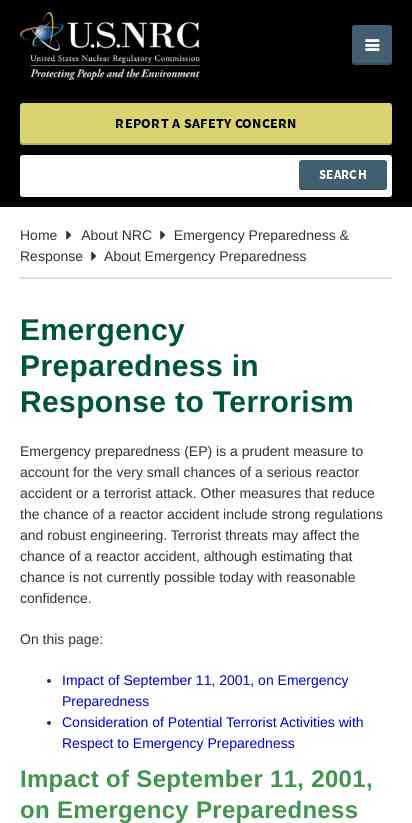 U.S.NRC
United States Nuclear Regulatory Commission
Protecting People and the Environment
REPORT A SAFETY CONCERN
SEARCH
Home About NRC Emergency Preparedness &
Response About Emergency Preparedness
Emergency
Preparedness in
Response to Terrorism
Emergency preparedness (EP) is a prudent measure to
account for the very small chances of a serious reactor
accident or a terrorist attack. Other measures that reduce
the chance of a reactor accident include strong regulations
and robust engineering. Terrorist threats may affect the
chance of a reactor accident, although estimating that
chance is not currently possible today with reasonable
confidence.
On this page:
• Impact of September 11, 2001, on Emergency
Preparedness
• Consideration of Potential Terrorist Activities with
Respect to Emergency Preparedness
Impact of September 11, 2001,
on Emergency Preparedness